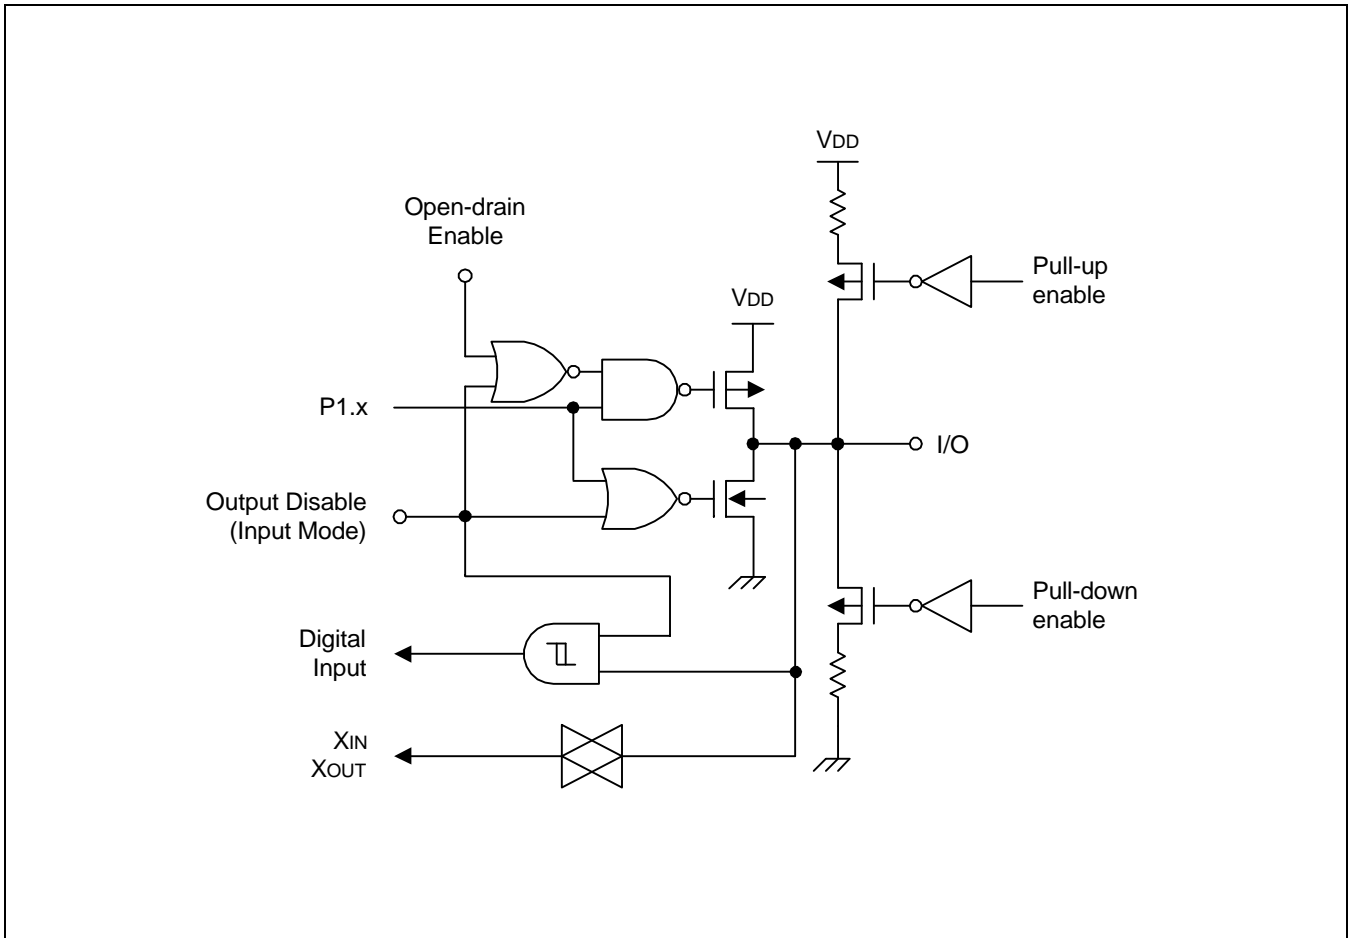 VDD
Open-drain
Enable
Pull-up
enable
VDD
P1.x
I/O
Output Disable
(Input Mode)
Pull-down
enable
Digital
Input
XIN
XOUT